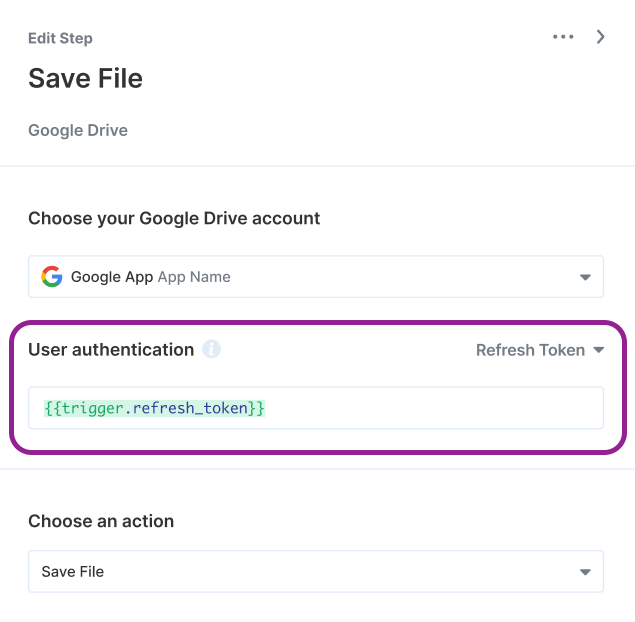 Edit Step
Save File
Google Drive
Choose your Google Drive account
Google App App Name
User authentication i Refresh Token
{{trigger.refresh_token}}
Choose an action
Save File